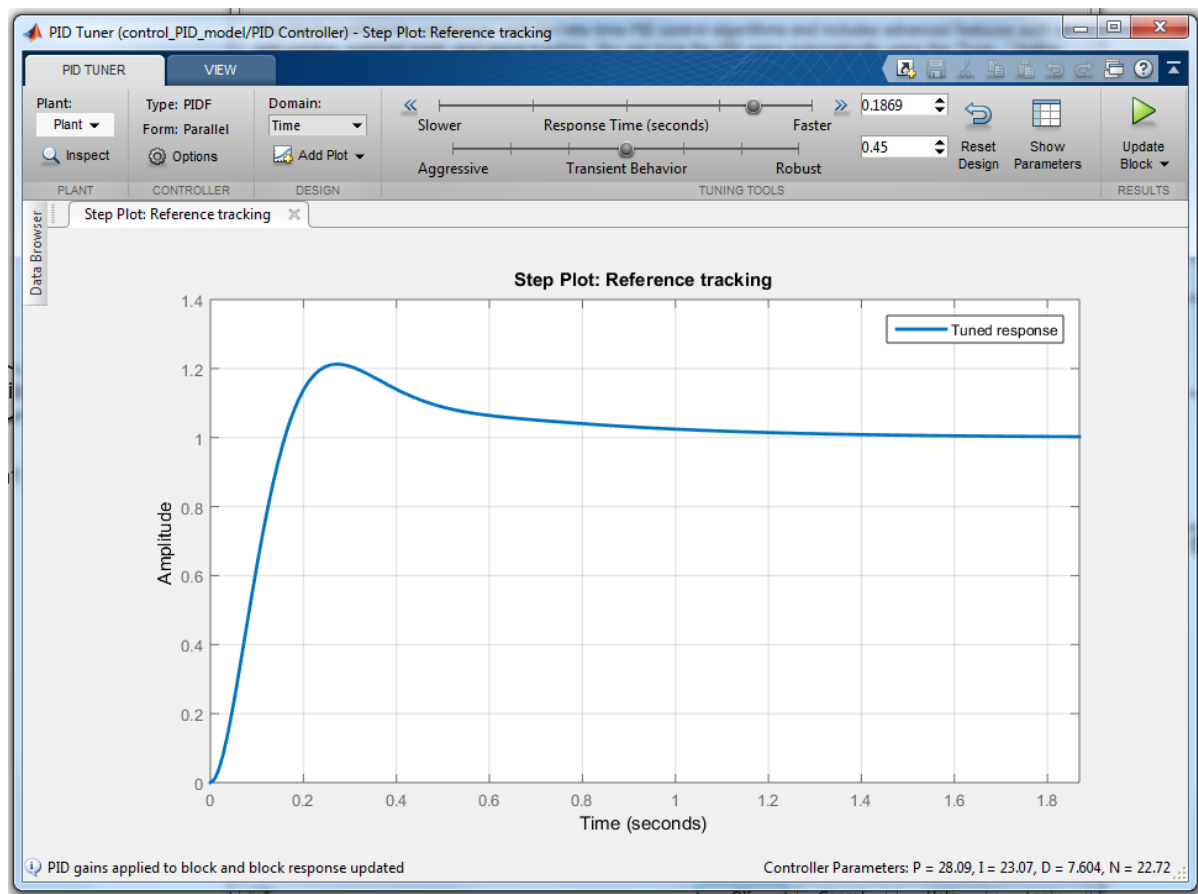 PID Tuner (control_PID_model/PID Controller) - Step Plot: Reference tracking
PID TUNER
VIEW
Plant:
Plant
Inspect
PLANT
Type: PIDF
Form: Parallel
Options
CONTROLLER
Domain:
Time
Add Plot
DESIGN
Slower Response Time (seconds) Faster
0.1869
Aggressive Transient Behavior Robust
0.45
Reset
Design
Show
Parameters
TUNING TOOLS
Update
Block
RESULTS
Data Browser
Step Plot: Reference tracking
Step Plot: Reference tracking
Tuned response
1.4
1.2
1
0.8
0.6
0.4
0.2
0
Amplitude
0 0.2 0.4 0.6 0.8 1 1.2 1.4 1.6 1.8
Time (seconds)
PID gains applied to block and block response updated
Controller Parameters: P = 28.09, I = 23.07, D = 7.604, N = 22.72